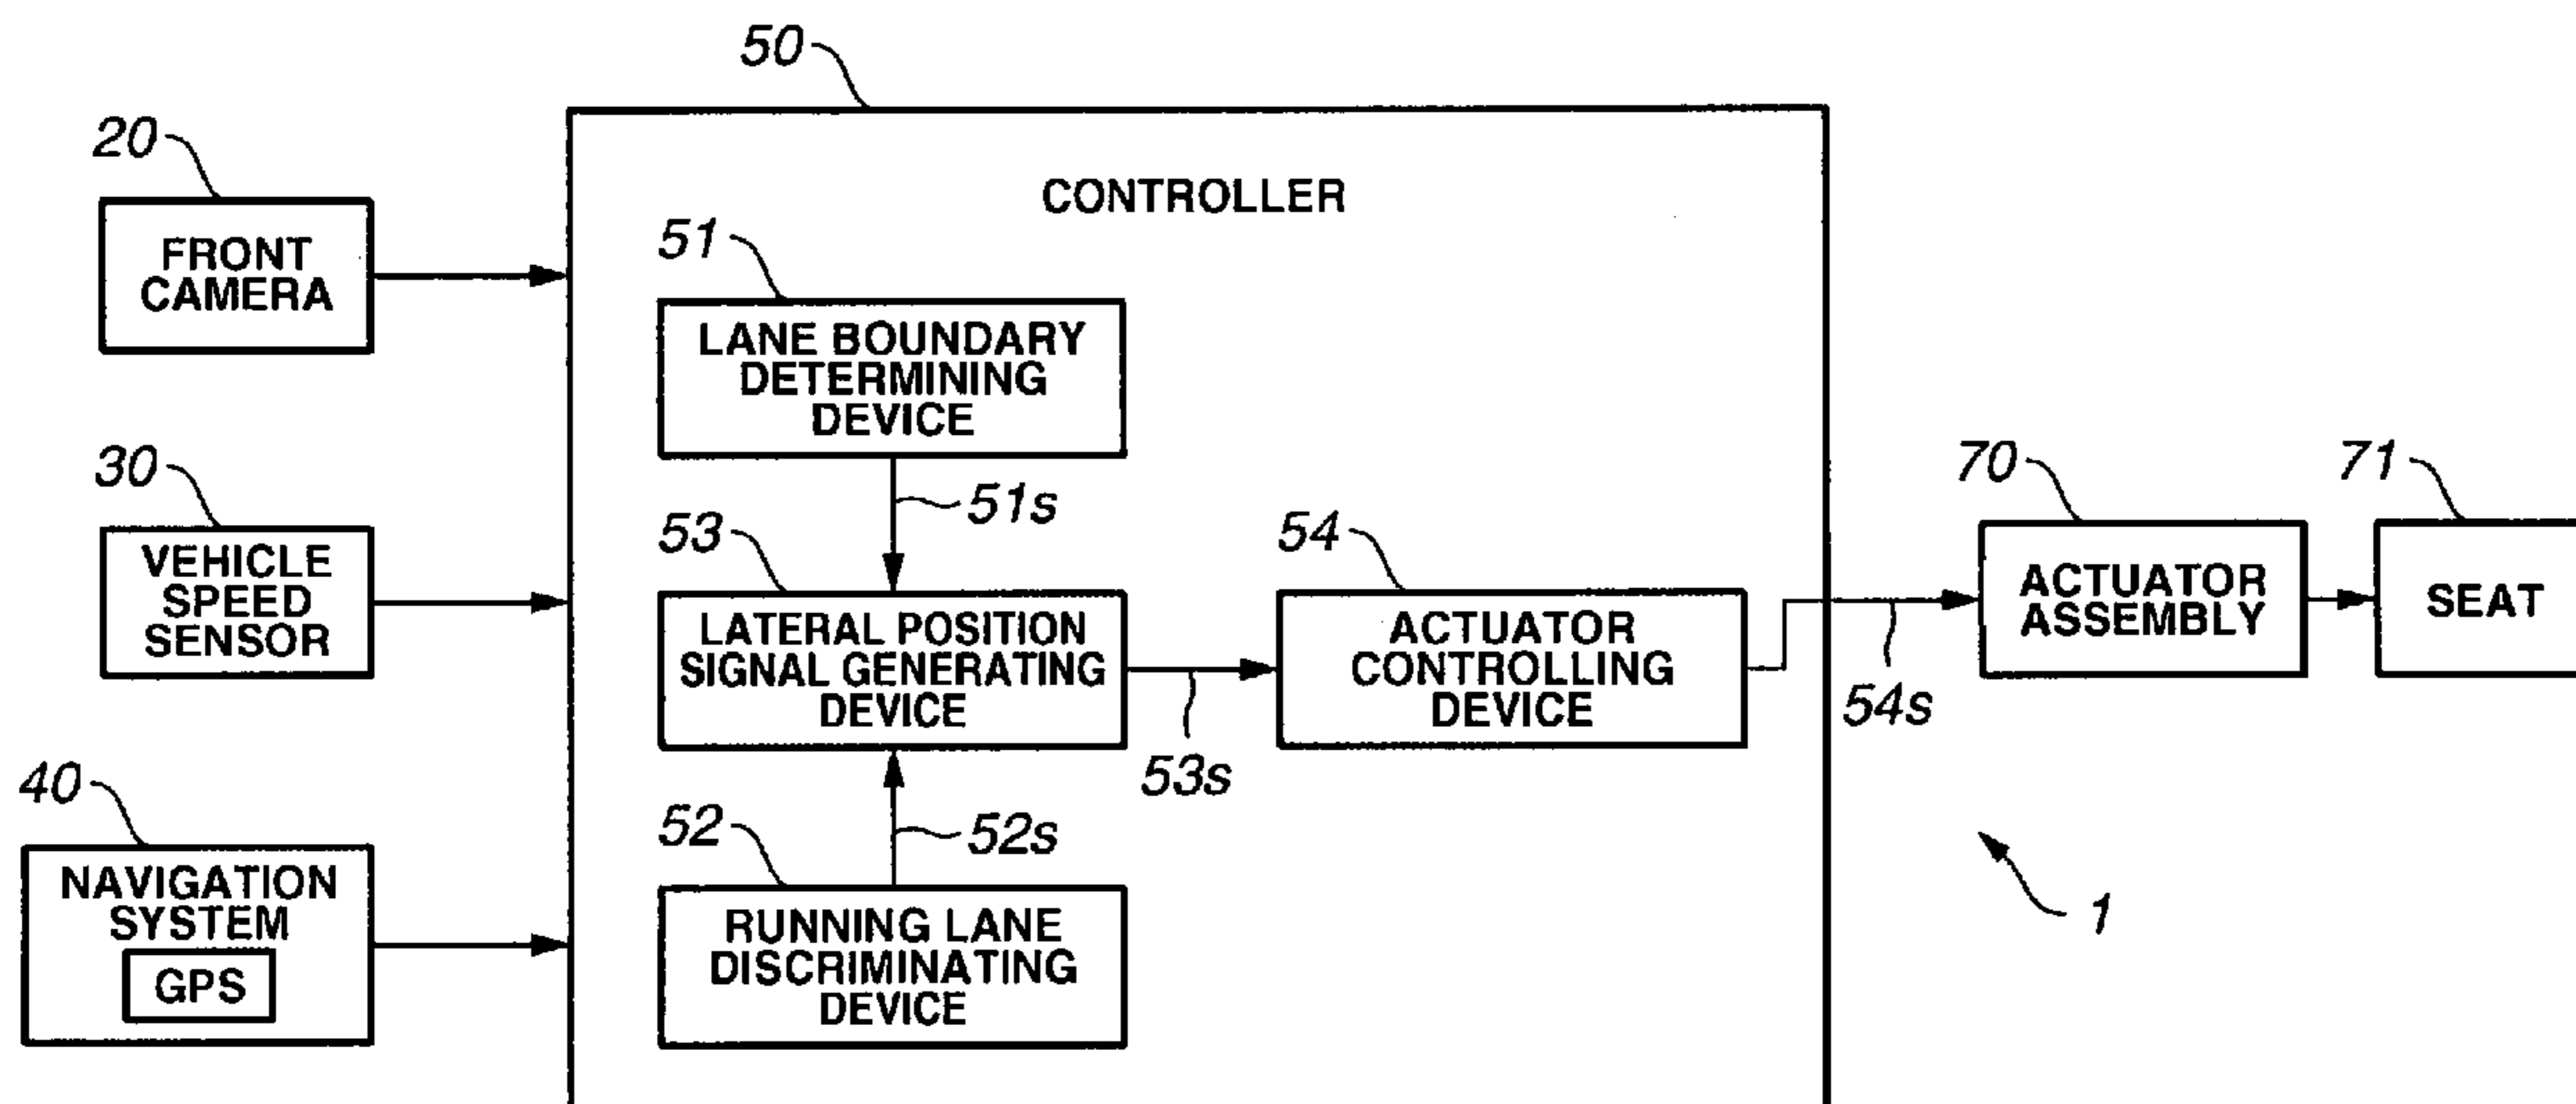 50
20
CONTROLLER
FRONT
CAMERA
51
LANE BOUNDARY
DETERMINING
DEVICE
30
VEHICLE
SPEED
SENSOR
51s
53
LATERAL POSITION
SIGNAL GENERATING
DEVICE
54
ACTUATOR
CONTROLLING
DEVICE
70
ACTUATOR
ASSEMBLY
71
SEAT
54s
53s
40
NAVIGATION
SYSTEM
GPS
52
52s
RUNNING LANE
DISCRIMINATING
DEVICE
1